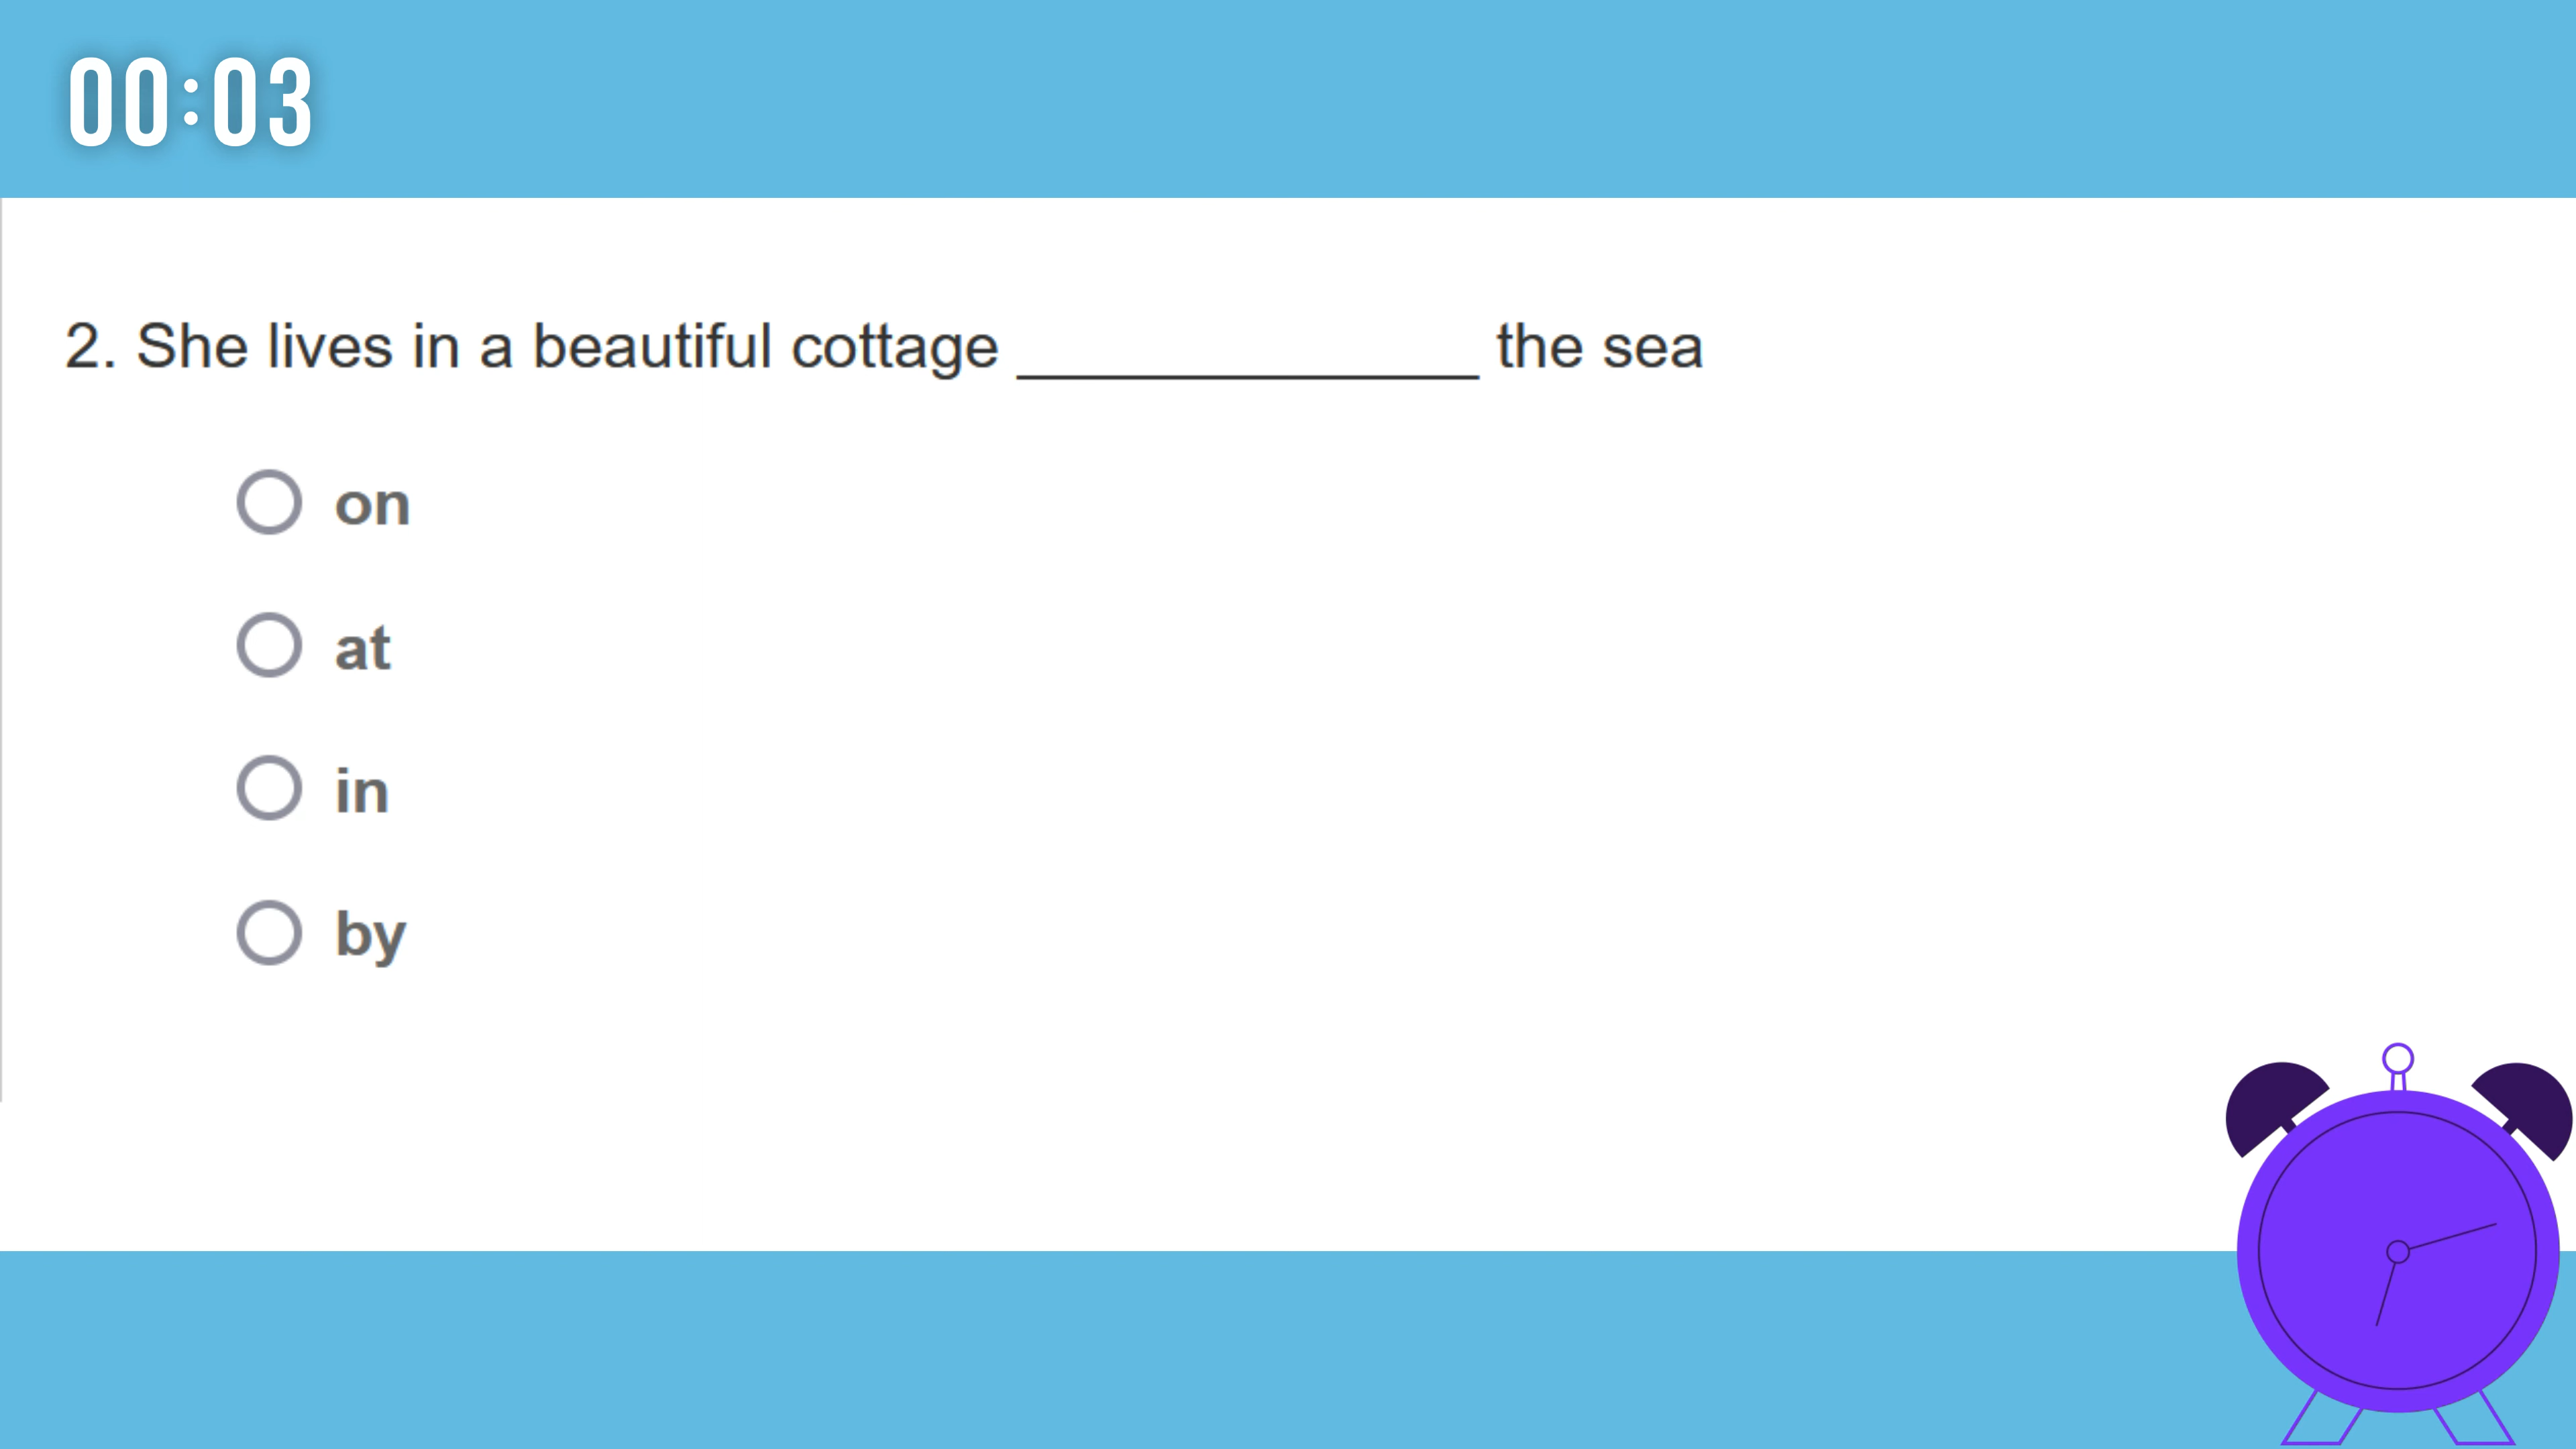 00:03
2. She lives in a beautiful cottage ______________ the sea
on
at
in
by